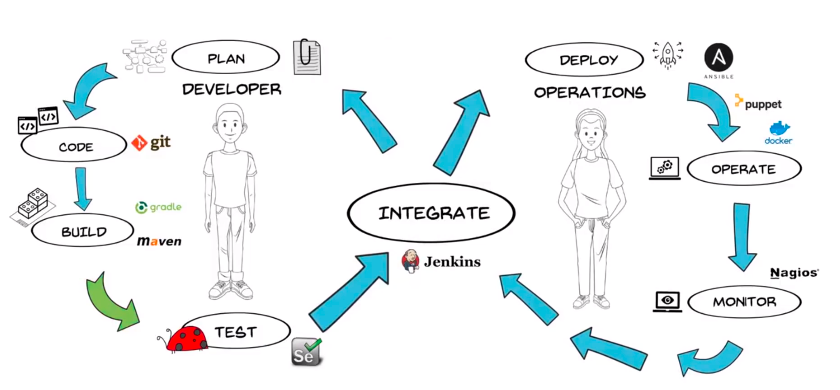 PLAN
DEVELOPER
CODE
git
BUILD
gradle
maven
TEST
Se
INTEGRATE
Jenkins
DEPLOY
ANSIBLE
OPERATIONS
puppet
docker
OPERATE
Nagios®
MONITOR